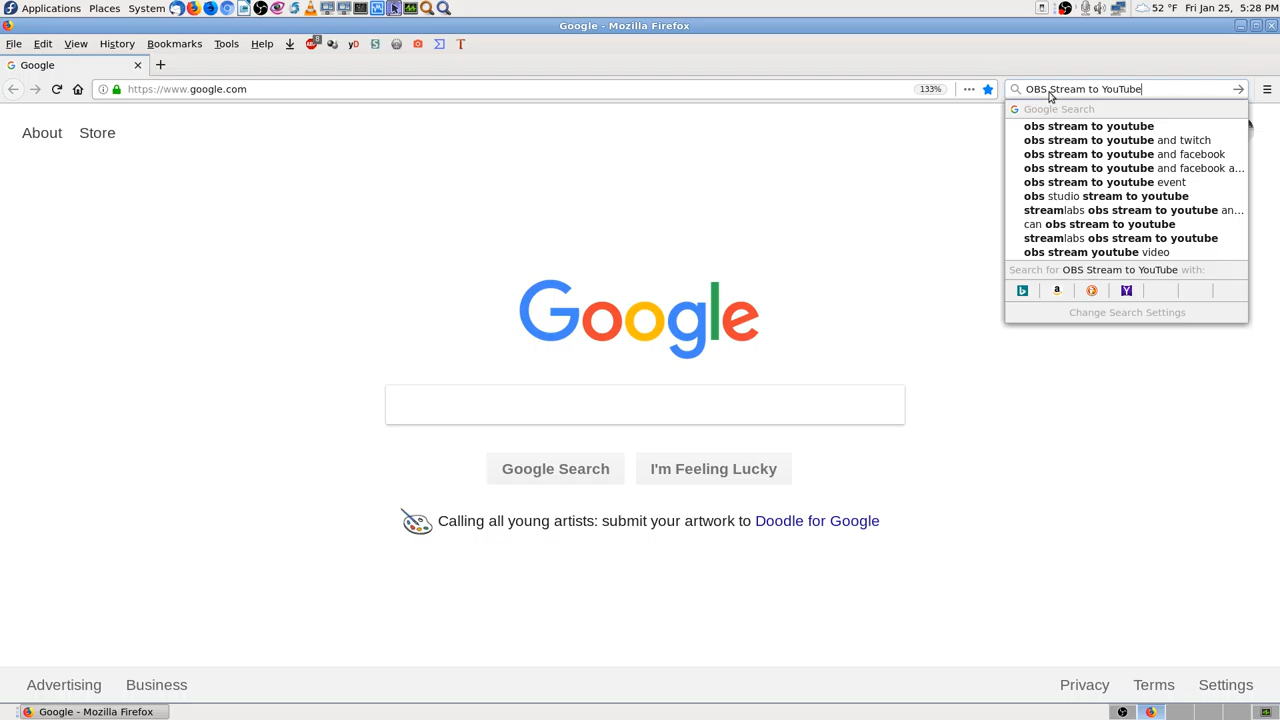 Applications Places System 52 °F Fri Jan 25, 5:28 PM
Google - Mozilla Firefox
File Edit View History Bookmarks Tools Help
Google
https://www.google.com 133% OBS Stream to YouTube
Google Search
obs stream to youtube
obs stream to youtube and twitch
obs stream to youtube and facebook
obs stream to youtube and facebook a...
obs stream to youtube event
obs studio stream to youtube
streamlabs obs stream to youtube an...
can obs stream to youtube
streamlabs obs stream to youtube
obs stream youtube video
Search for OBS Stream to YouTube with:
Change Search Settings
About Store
Google
Google Search I'm Feeling Lucky
Calling all young artists: submit your artwork to Doodle for Google
Advertising Business Privacy Terms Settings
Google - Mozilla Firefox